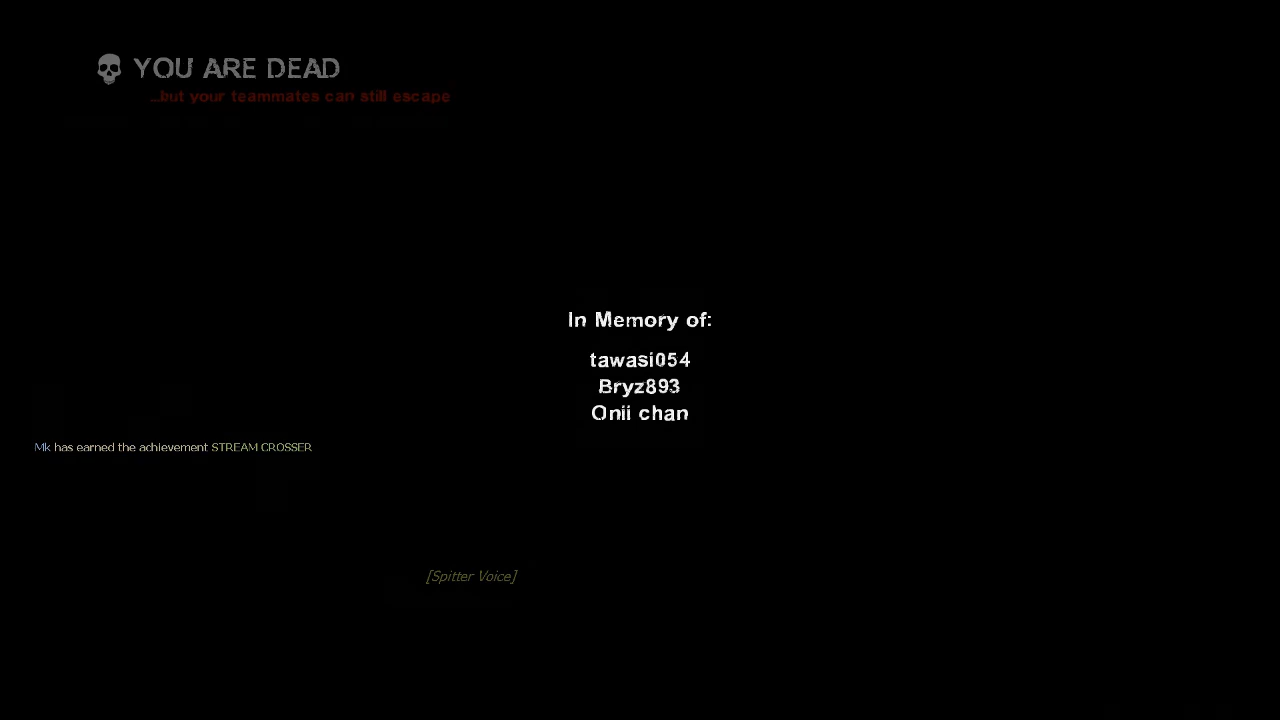 YOU ARE DEAD
...but your teammates can still escape
In Memory of:
tawasi054
Bryz893
Onii chan
Mk has earned the achievement STREAM CROSSER
[Spitter Voice]